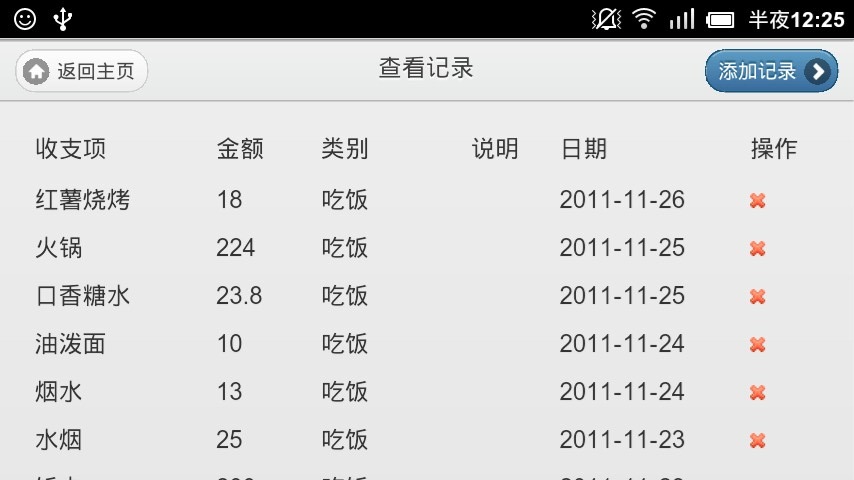 半夜12:25
返回主页 查看记录 添加记录
收支项 金额 类别 说明 日期 操作
红薯烧烤 18 吃饭 2011-11-26
火锅 224 吃饭 2011-11-25
口香糖水 23.8 吃饭 2011-11-25
油泼面 10 吃饭 2011-11-24
烟水 13 吃饭 2011-11-24
水烟 25 吃饭 2011-11-23